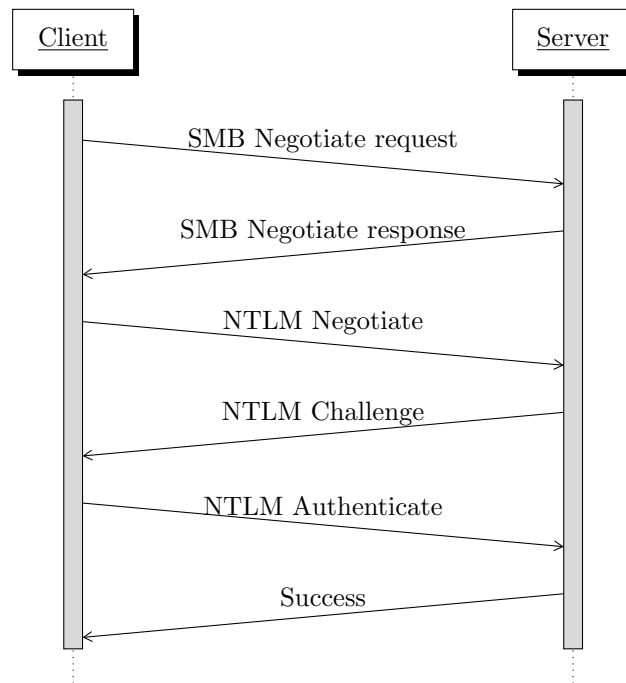 Client
Server
SMB Negotiate request
SMB Negotiate response
NTLM Negotiate
NTLM Challenge
NTLM Authenticate
Success